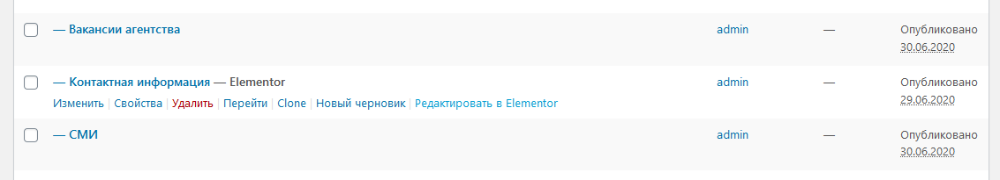 — Вакансии агентства admin — Опубликовано
30.06.2020
— Контактная информация — Elementor admin — Опубликовано
29.06.2020
Изменить | Свойства | Удалить | Перейти | Clone | Новый черновик | Редактировать в Elementor
— СМИ admin — Опубликовано
30.06.2020